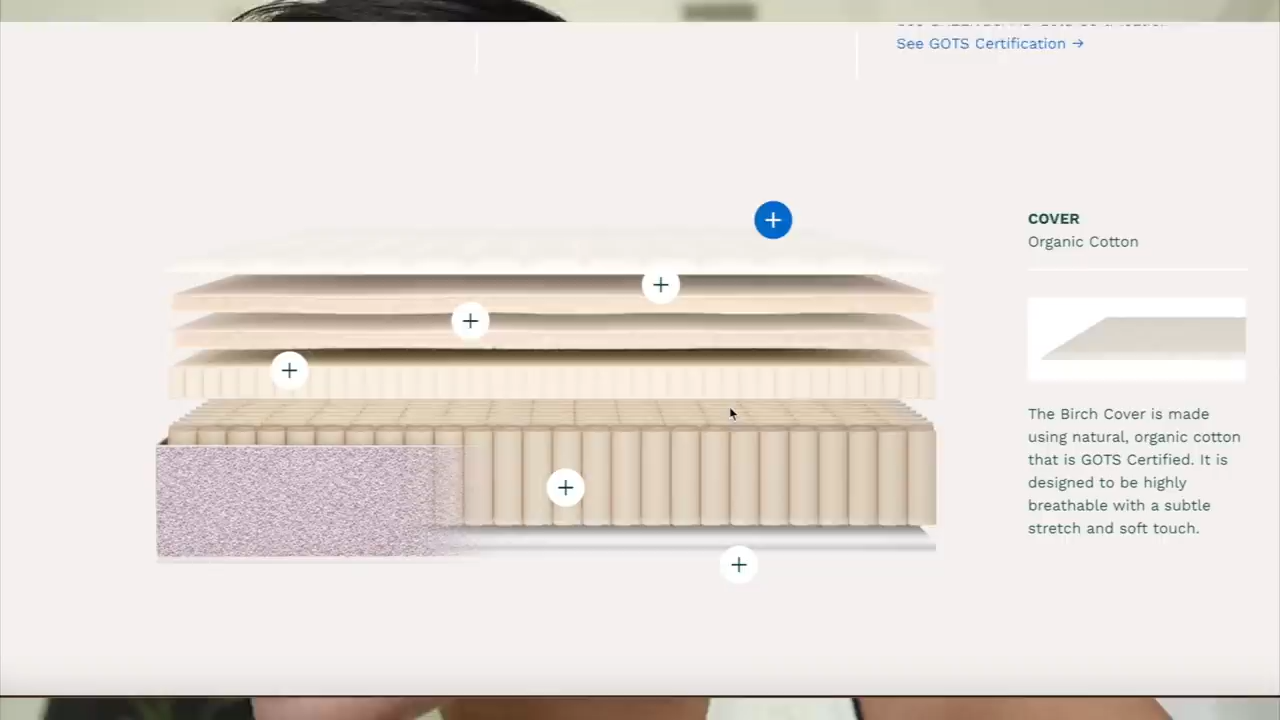 See GOTS Certification →
COVER
Organic Cotton
The Birch Cover is made
using natural, organic cotton
that is GOTS Certified. It is
designed to be highly
breathable with a subtle
stretch and soft touch.